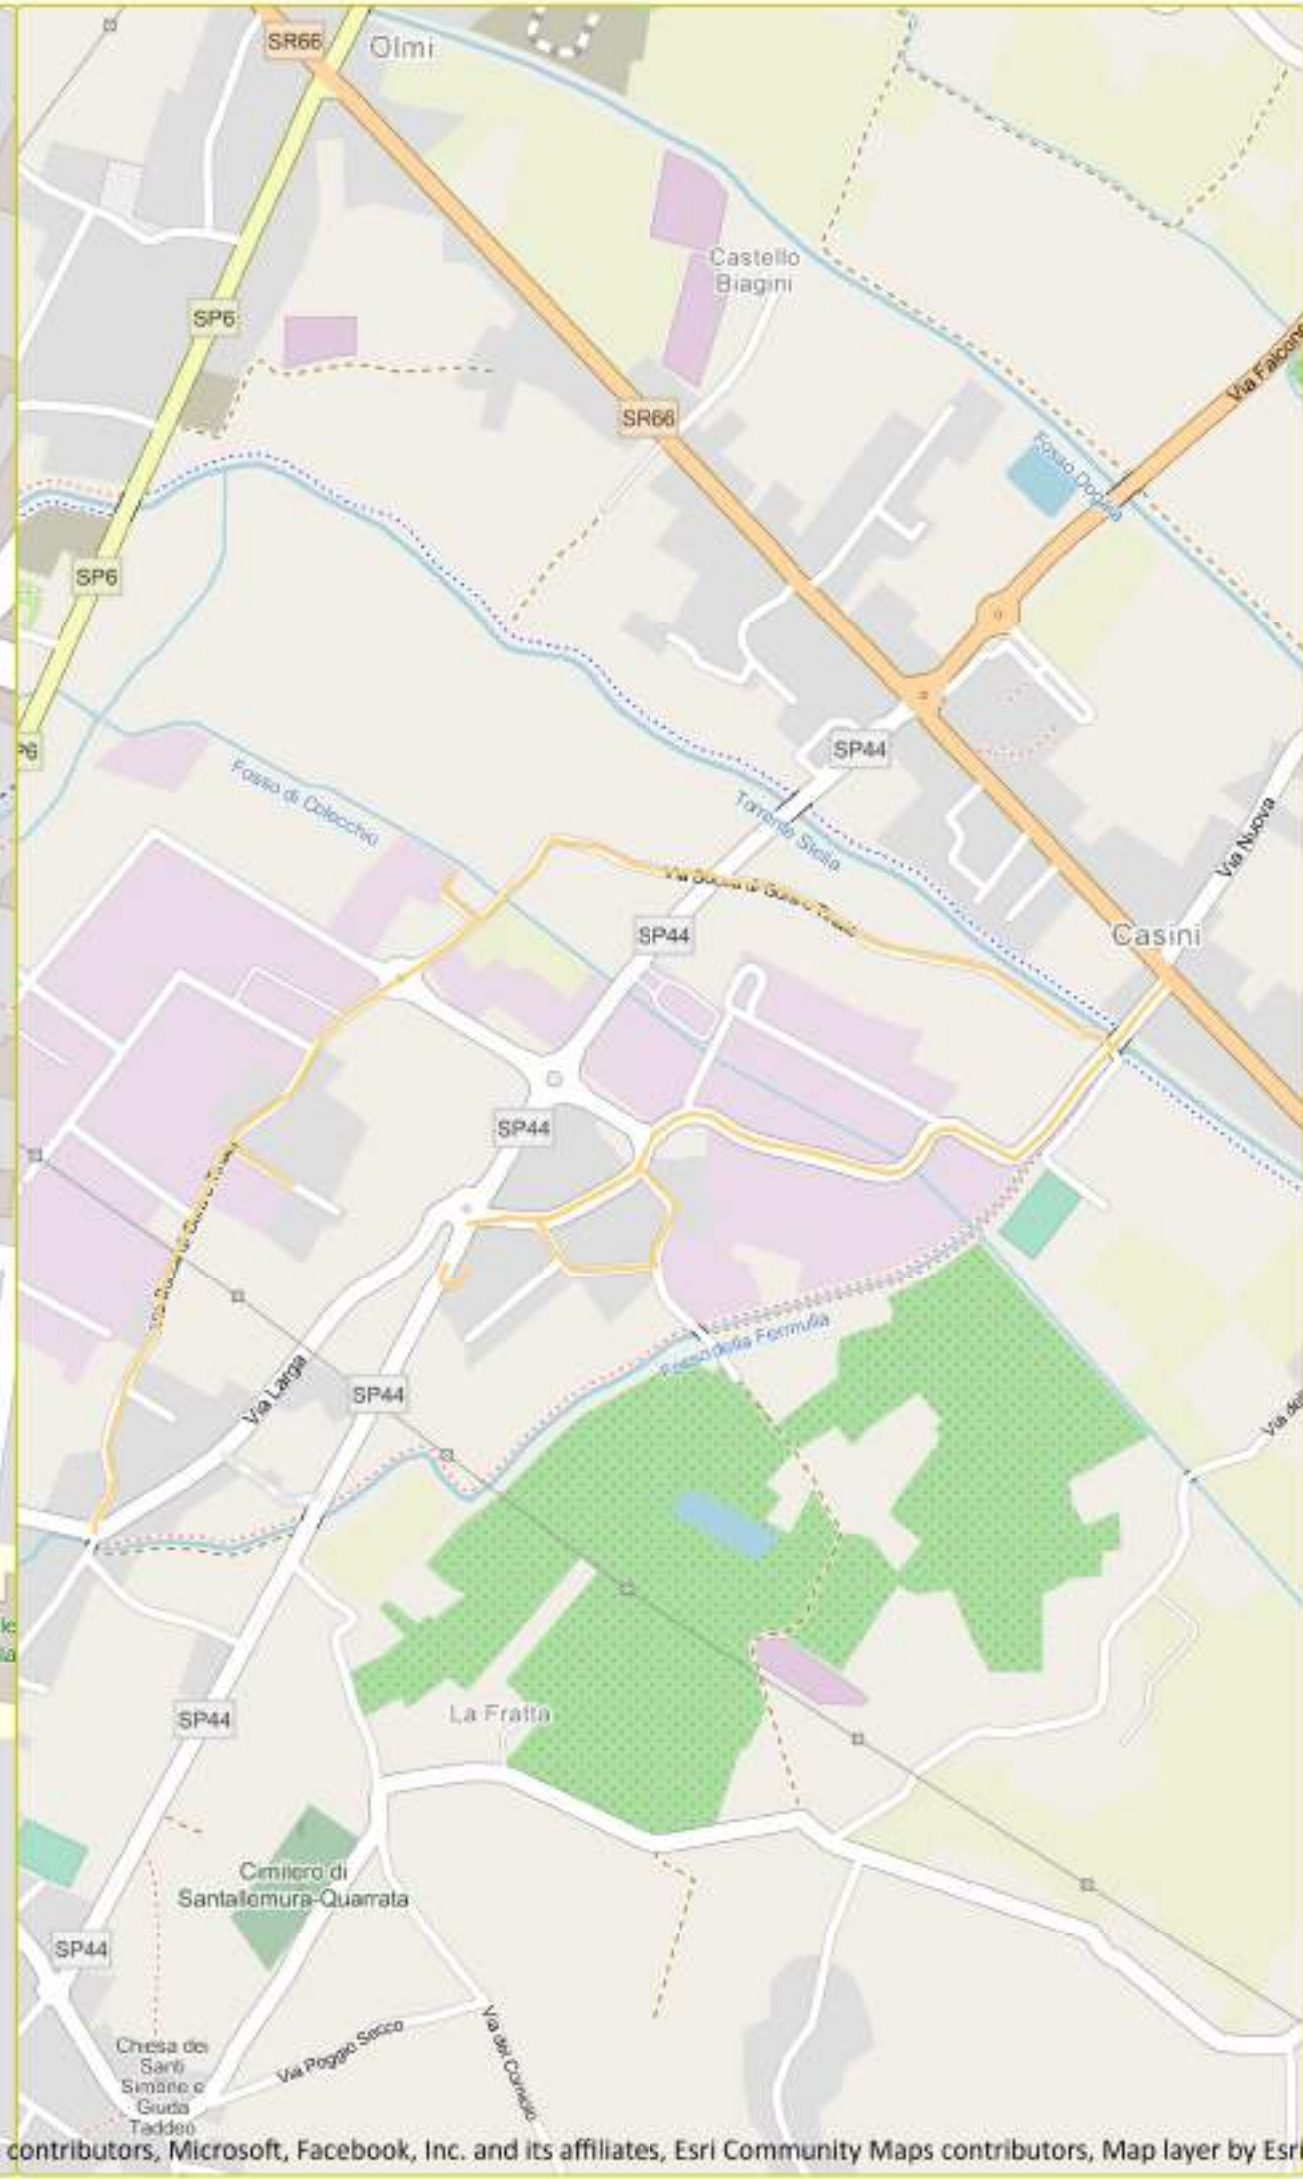 SR66
Olmi
Castello
Biagini
SP6
SR66
Via Falcone
Fosso Dogaia
SP6
SP44
P6
Fosso di Colecchio
Torrente Stella
Via Nuova
SP44
Casini
SP44
Fosso della Fermulla
Via Larga
SP44
Via del
La Fratta
SP44
Cimitero di
Santallemura-Quarrata
SP44
Chiesa dei
Santi
Simone e
Giuda
Taddeo
Via Poggio Secco
Via del Corniolo
contributors, Microsoft, Facebook, Inc. and its affiliates, Esri Community Maps contributors, Map layer by Esri